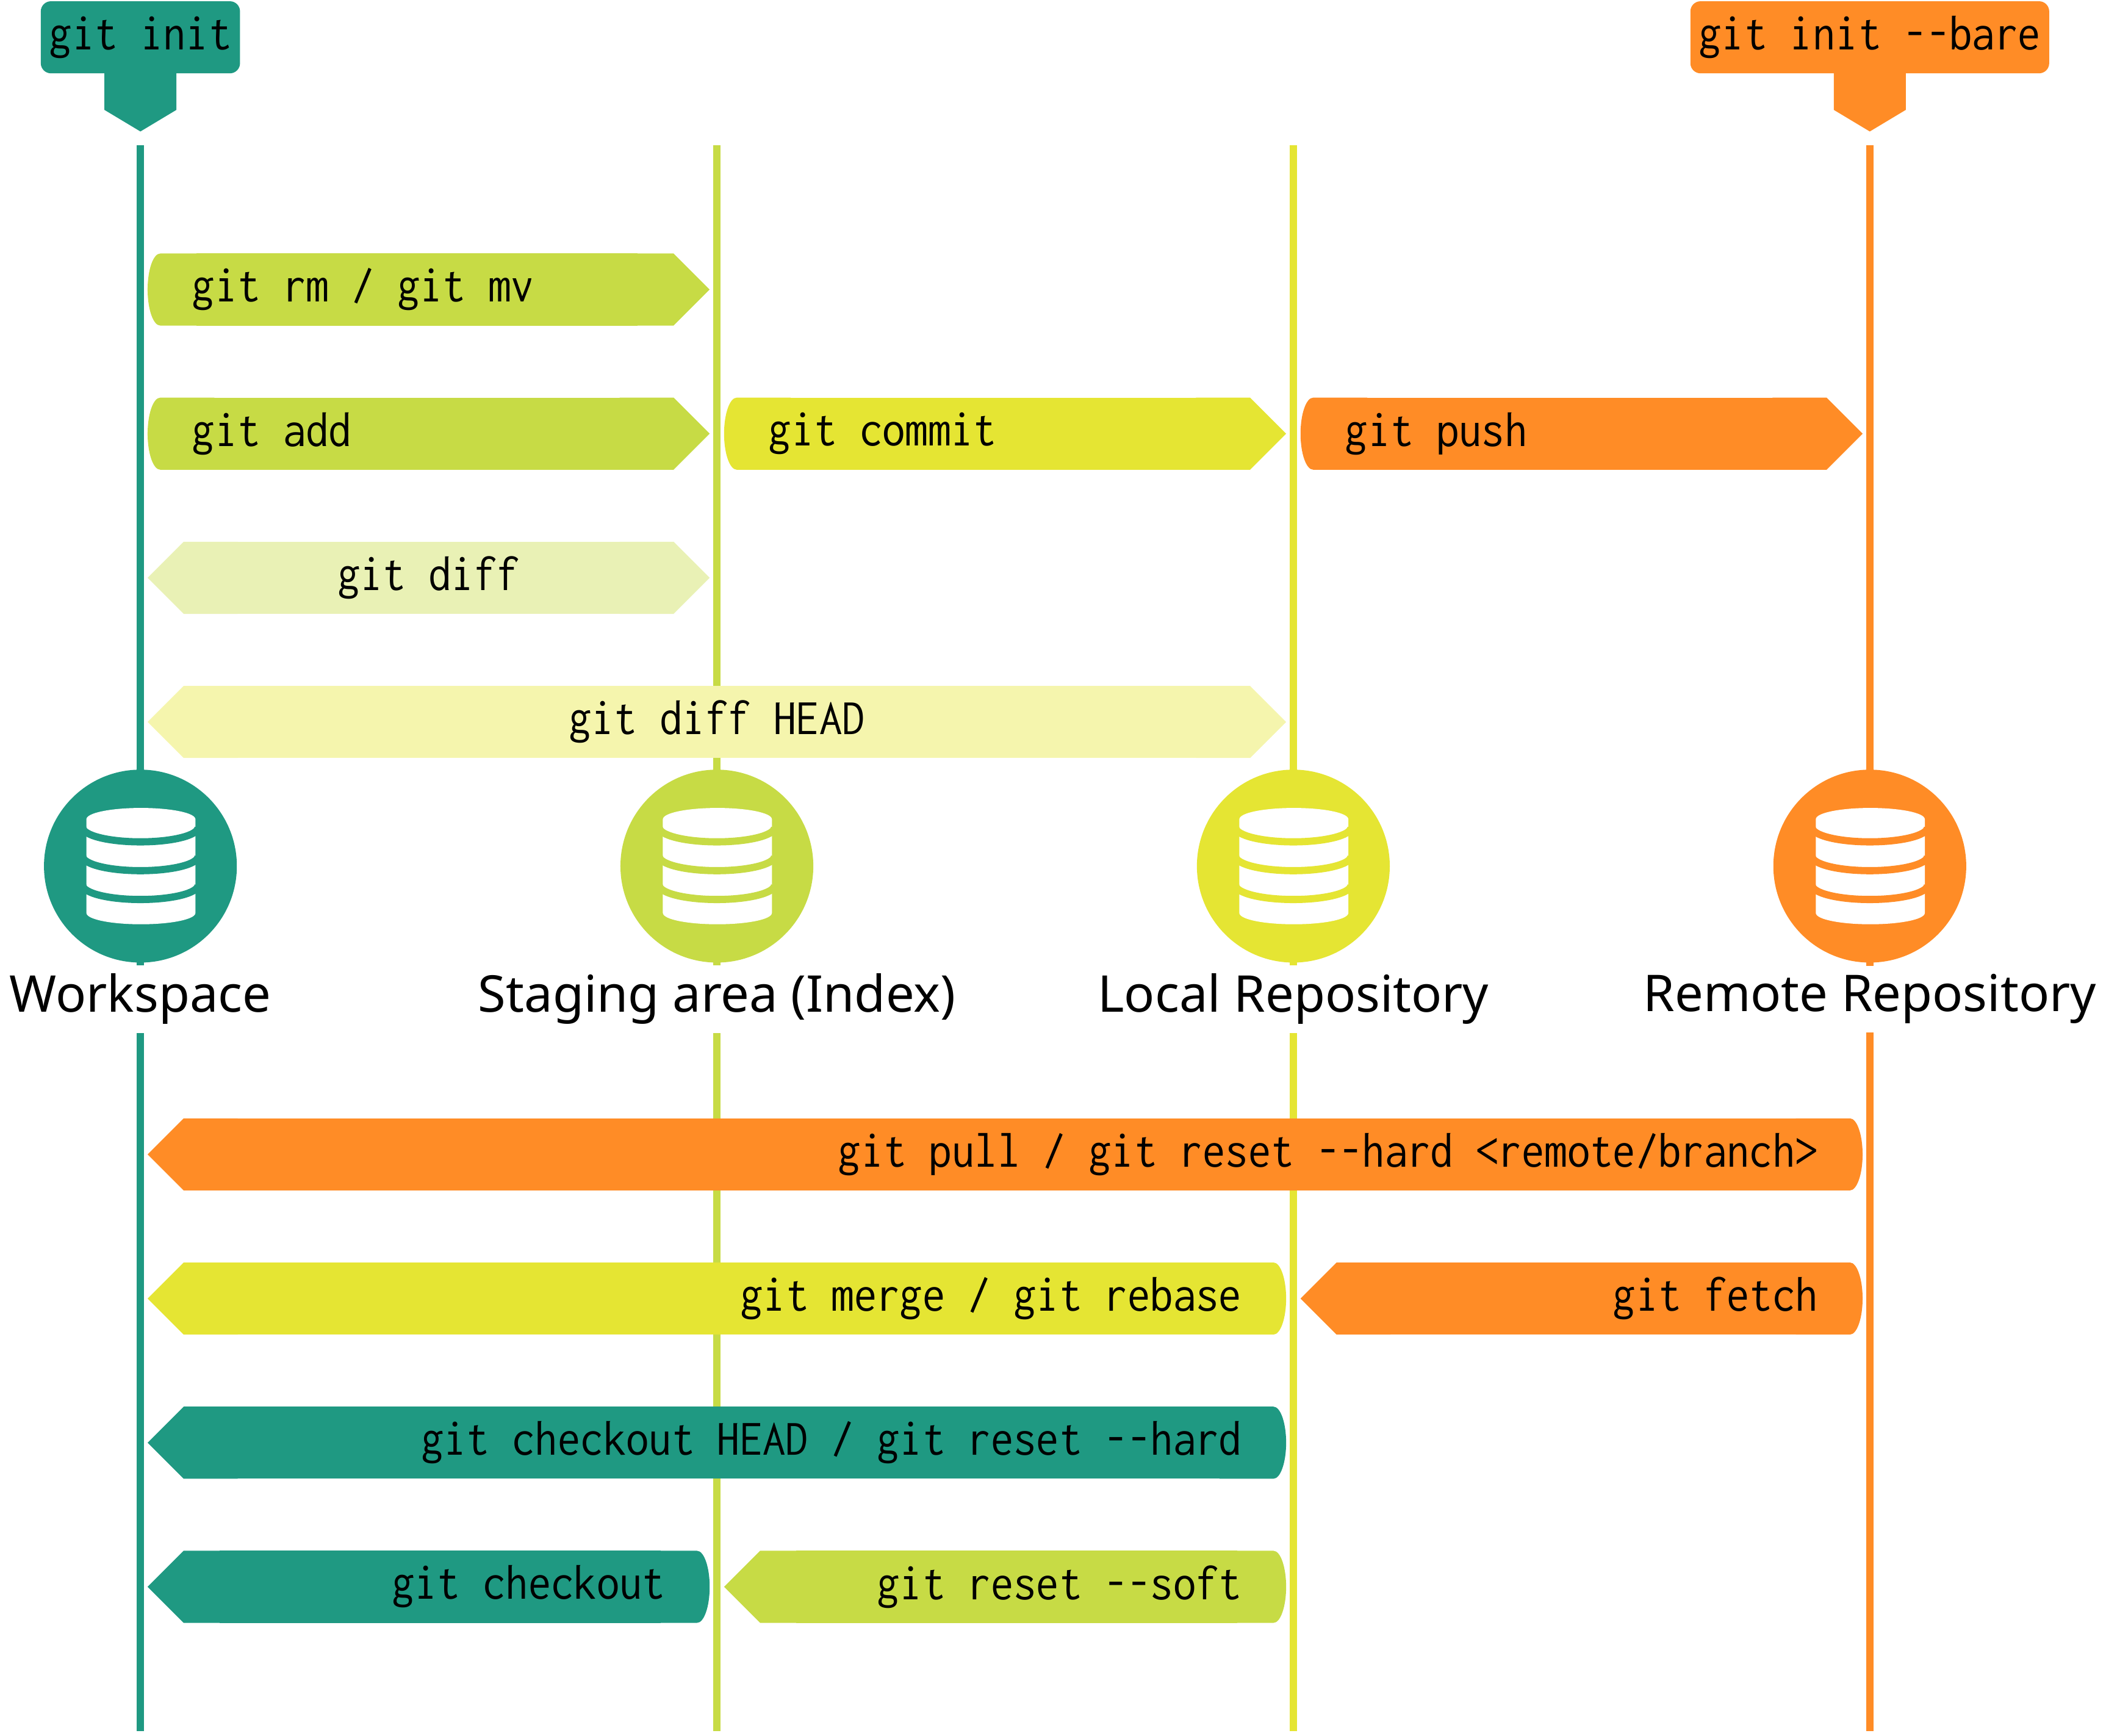 git init
git init --bare
git rm / git mv
git add
git commit
git push
git diff
git diff HEAD
Workspace
Staging area (Index)
Local Repository
Remote Repository
git pull / git reset --hard <remote/branch>
git merge / git rebase
git fetch
git checkout HEAD / git reset --hard
git checkout
git reset --soft